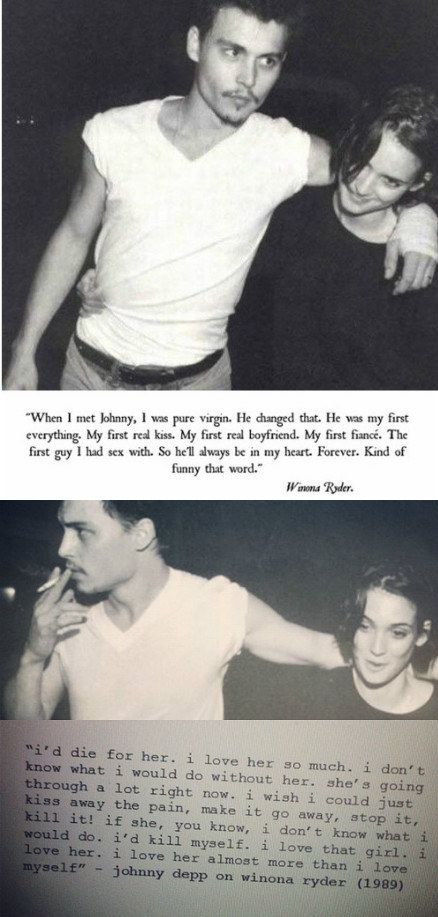 "When I met Johnny, I was pure virgin. He changed that. He was my first
everything. My first real kiss. My first real boyfriend. My first fiancé. The
first guy I had sex with. So he'll always be in my heart. Forever. Kind of
funny that word."
Winona Ryder.
"i'd die for her. i love her so much. i don't
know what i would do without her. she's going
through a lot right now. i wish i could just
kiss away the pain, make it go away, stop it,
kill it! if she, you know, i don't know what i
would do. i'd kill myself. i love that girl. i
love her. i love her almost more than i love
myself" - johnny depp on winona ryder (1989)